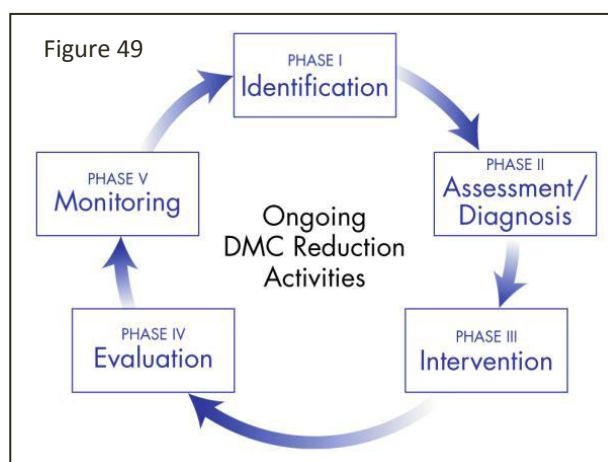 Figure 49
PHASE I
Identification
PHASE II
Assessment/
Diagnosis
PHASE III
Intervention
PHASE IV
Evaluation
PHASE V
Monitoring
Ongoing
DMC Reduction
Activities